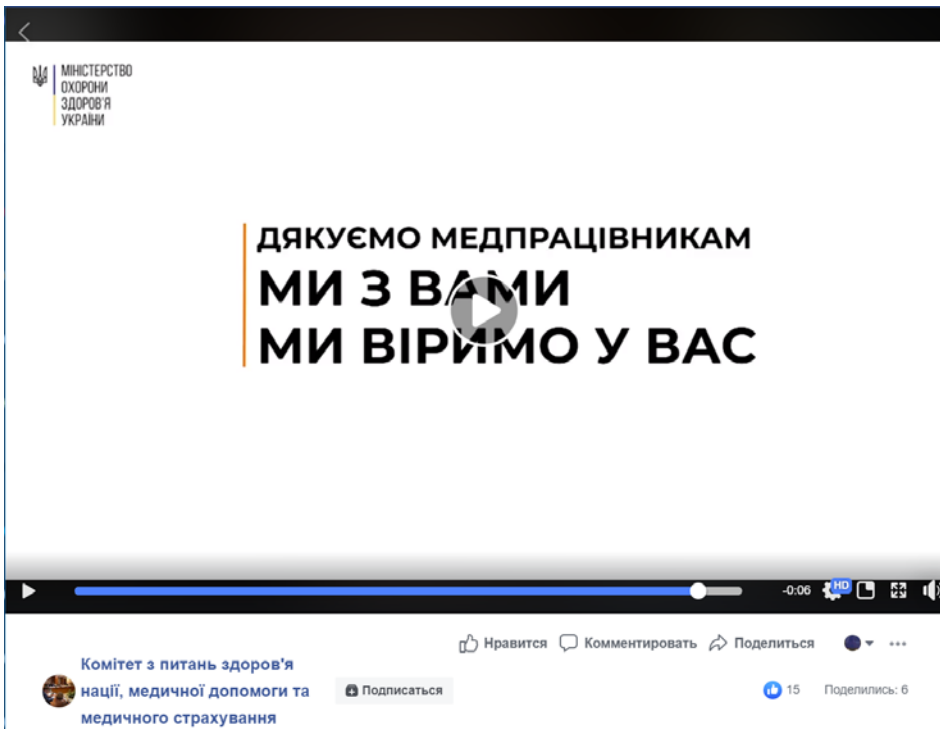 МІНІСТЕРСТВО
ОХОРОНИ
ЗДОРОВ'Я
УКРАЇНИ
ДЯКУЄМО МЕДПРАЦІВНИКАМ
МИ З ВАМИ
МИ ВІРИМО У ВАС
-0:06
HD
Нравится
Комментировать
Поделиться
Комітет з питань здоров'я
нації, медичної допомоги та
медичного страхування
Подписаться
15
Поделились: 6